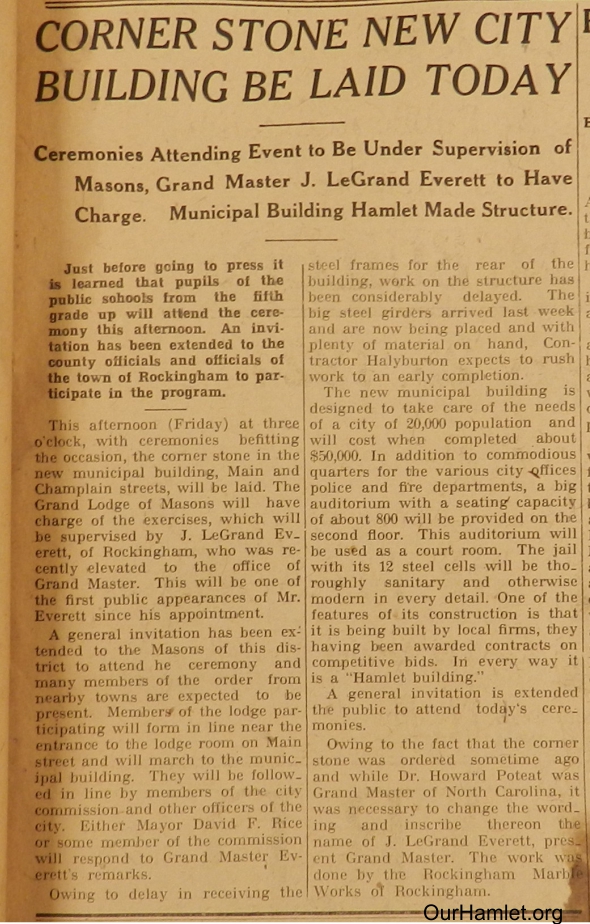 CORNER STONE NEW CITY
BUILDING BE LAID TODAY
Ceremonies Attending Event to Be Under Supervision of
Masons, Grand Master J. LeGrand Everett to Have
Charge. Municipal Building Hamlet Made Structure.
Just before going to press it
is learned that pupils of the
public schools from the fifth
grade up will attend the cere-
mony this afternoon. An invi-
tation has been extended to the
county officials and officials of
the town of Rockingham to par-
ticipate in the program.
This afternoon (Friday) at three
o'clock, with ceremonies befitting
the occasion, the corner stone in the
new municipal building, Main and
Champlain streets, will be laid. The
Grand Lodge of Masons will have
charge of the exercises, which will
be supervised by J. LeGrand Ev-
erett, of Rockingham, who was re-
cently elevated to the office of
Grand Master. This will be one of
the first public appearances of Mr.
Everett since his appointment.
A general invitation has been ex-
tended to the Masons of this dis-
trict to attend he ceremony and
many members of the order from
nearby towns are expected to be
present. Members of the lodge par-
ticipating will form in line near the
entrance to the lodge room on Main
street and will march to the munic-
ipal building. They will be follow-
ed in line by members of the city
commission and other officers of the
city. Either Mayor David F. Rice
or some member of the commission
will respond to Grand Master Ev-
erett's remarks.
Owing to delay in receiving the
steel frames for the rear of the
building, work on the structure has
been considerably delayed. The
big steel girders arrived last week
and are now being placed and with
plenty of material on hand, Con-
tractor Halyburton expects to rush
work to an early completion.
The new municipal building is
designed to take care of the needs
of a city of 20,000 population and
will cost when completed about
$50,000. In addition to commodious
quarters for the various city offices
police and fire departments, a big
auditorium with a seating capacity
of about 800 will be provided on the
second floor. This auditorium will
be used as a court room. The jail
with its 12 steel cells will be tho-
roughly sanitary and otherwise
modern in every detail. One of the
features of its construction is that
it is being built by local firms, they
having been awarded contracts on
competitive bids. In every way it
is a "Hamlet building."
A general invitation is extended
the public to attend today's cere-
monies.
Owing to the fact that the corner
stone was ordered sometime ago
and while Dr. Howard Poteat was
Grand Master of North Carolina, it
was necessary to change the word-
ing and inscribe thereon the
name of J. LeGrand Everett, pres-
ent Grand Master. The work was
done by the Rockingham Marble
Works of Rockingham.
OurHamlet.org